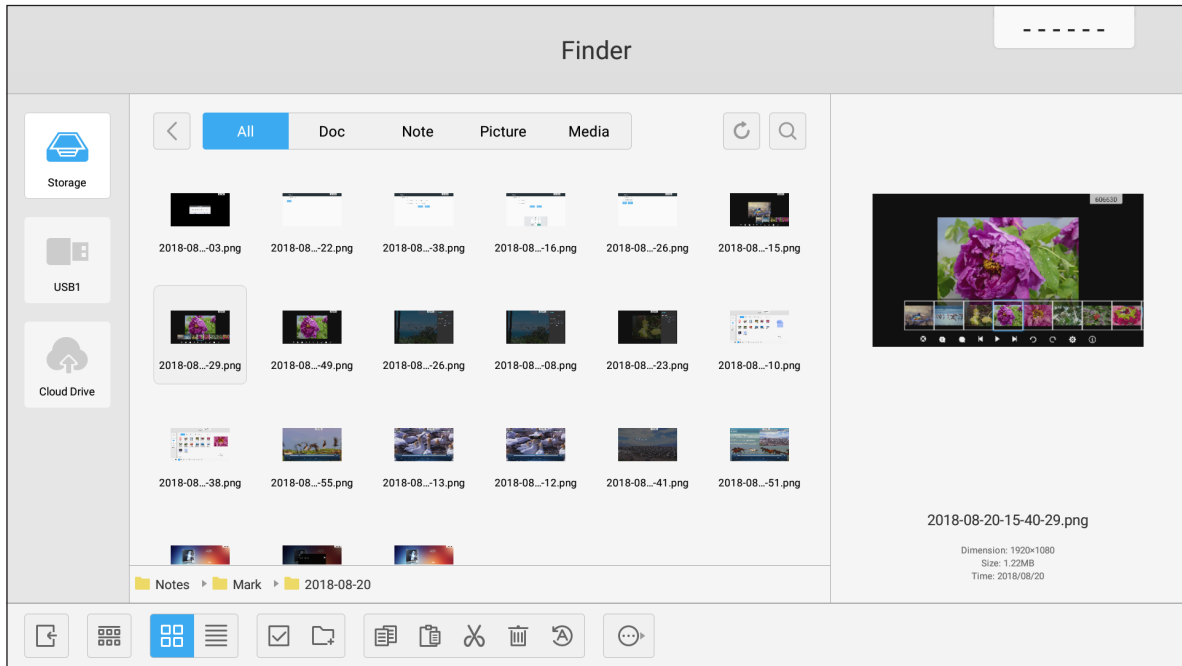 ------
Finder
Storage
USB1
Cloud Drive
All Doc Note Picture Media
2018-08...-03.png 2018-08...-22.png 2018-08...-38.png 2018-08...-16.png 2018-08...-26.png 2018-08...-15.png
2018-08...-29.png 2018-08...-49.png 2018-08...-26.png 2018-08...-08.png 2018-08...-23.png 2018-08...-10.png
2018-08...-38.png 2018-08...-55.png 2018-08...-13.png 2018-08...-12.png 2018-08...-41.png 2018-08...-51.png
Notes Mark 2018-08-20
60663D
2018-08-20-15-40-29.png
Dimension: 1920×1080
Size: 1.22MB
Time: 2018/08/20